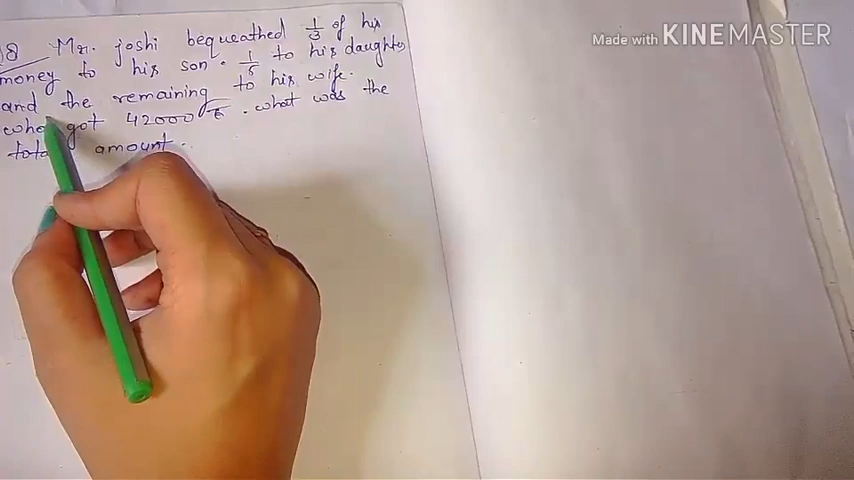 Made with KINEMASTER
08 Mr. joshi bequeathed 1/3 of his
money to his son. 1/5 to his daughter
and the remaining to his wife.
who got 42000 ₹. what was the
total amount.